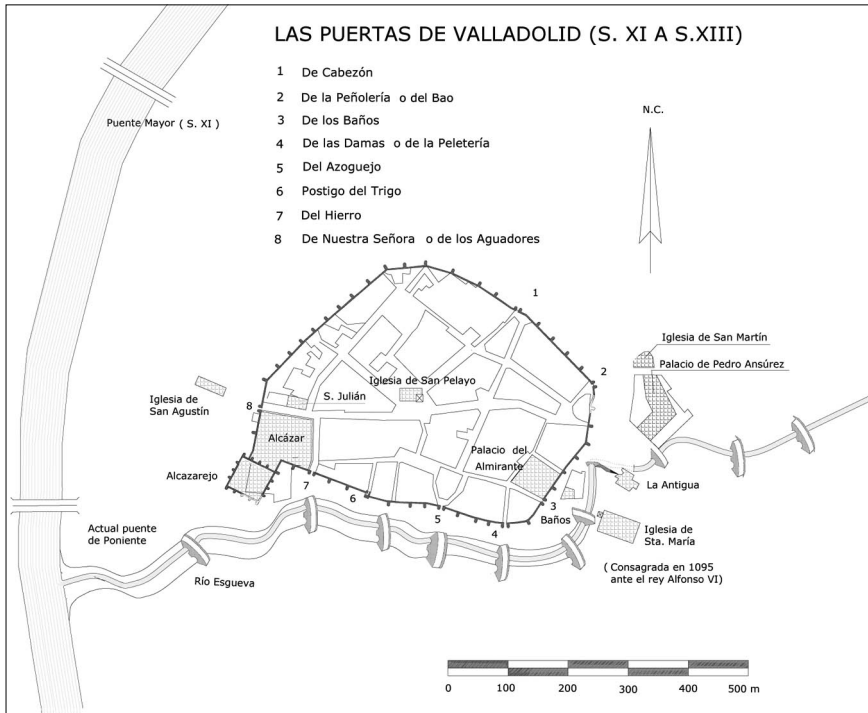 LAS PUERTAS DE VALLADOLID (S. XI A S.XIII)
1 De Cabezón
2 De la Peñolería o del Bao
3 De los Baños
4 De las Damas o de la Peletería
5 Del Azoguejo
6 Postigo del Trigo
7 Del Hierro
8 De Nuestra Señora o de los Aguadores
Puente Mayor ( S. XI )
N.C.
1
2
Iglesia de San Martín
Palacio de Pedro Ansúrez
Iglesia de San Pelayo
S. Julián
Iglesia de
San Agustín
8
Alcázar
Palacio del
Almirante
Alcazarejo
7
6
5
4
3
Baños
La Antigua
Iglesia de
Sta. María
( Consagrada en 1095
ante el rey Alfonso VI)
Actual puente
de Poniente
Río Esgueva
0 100 200 300 400 500 m